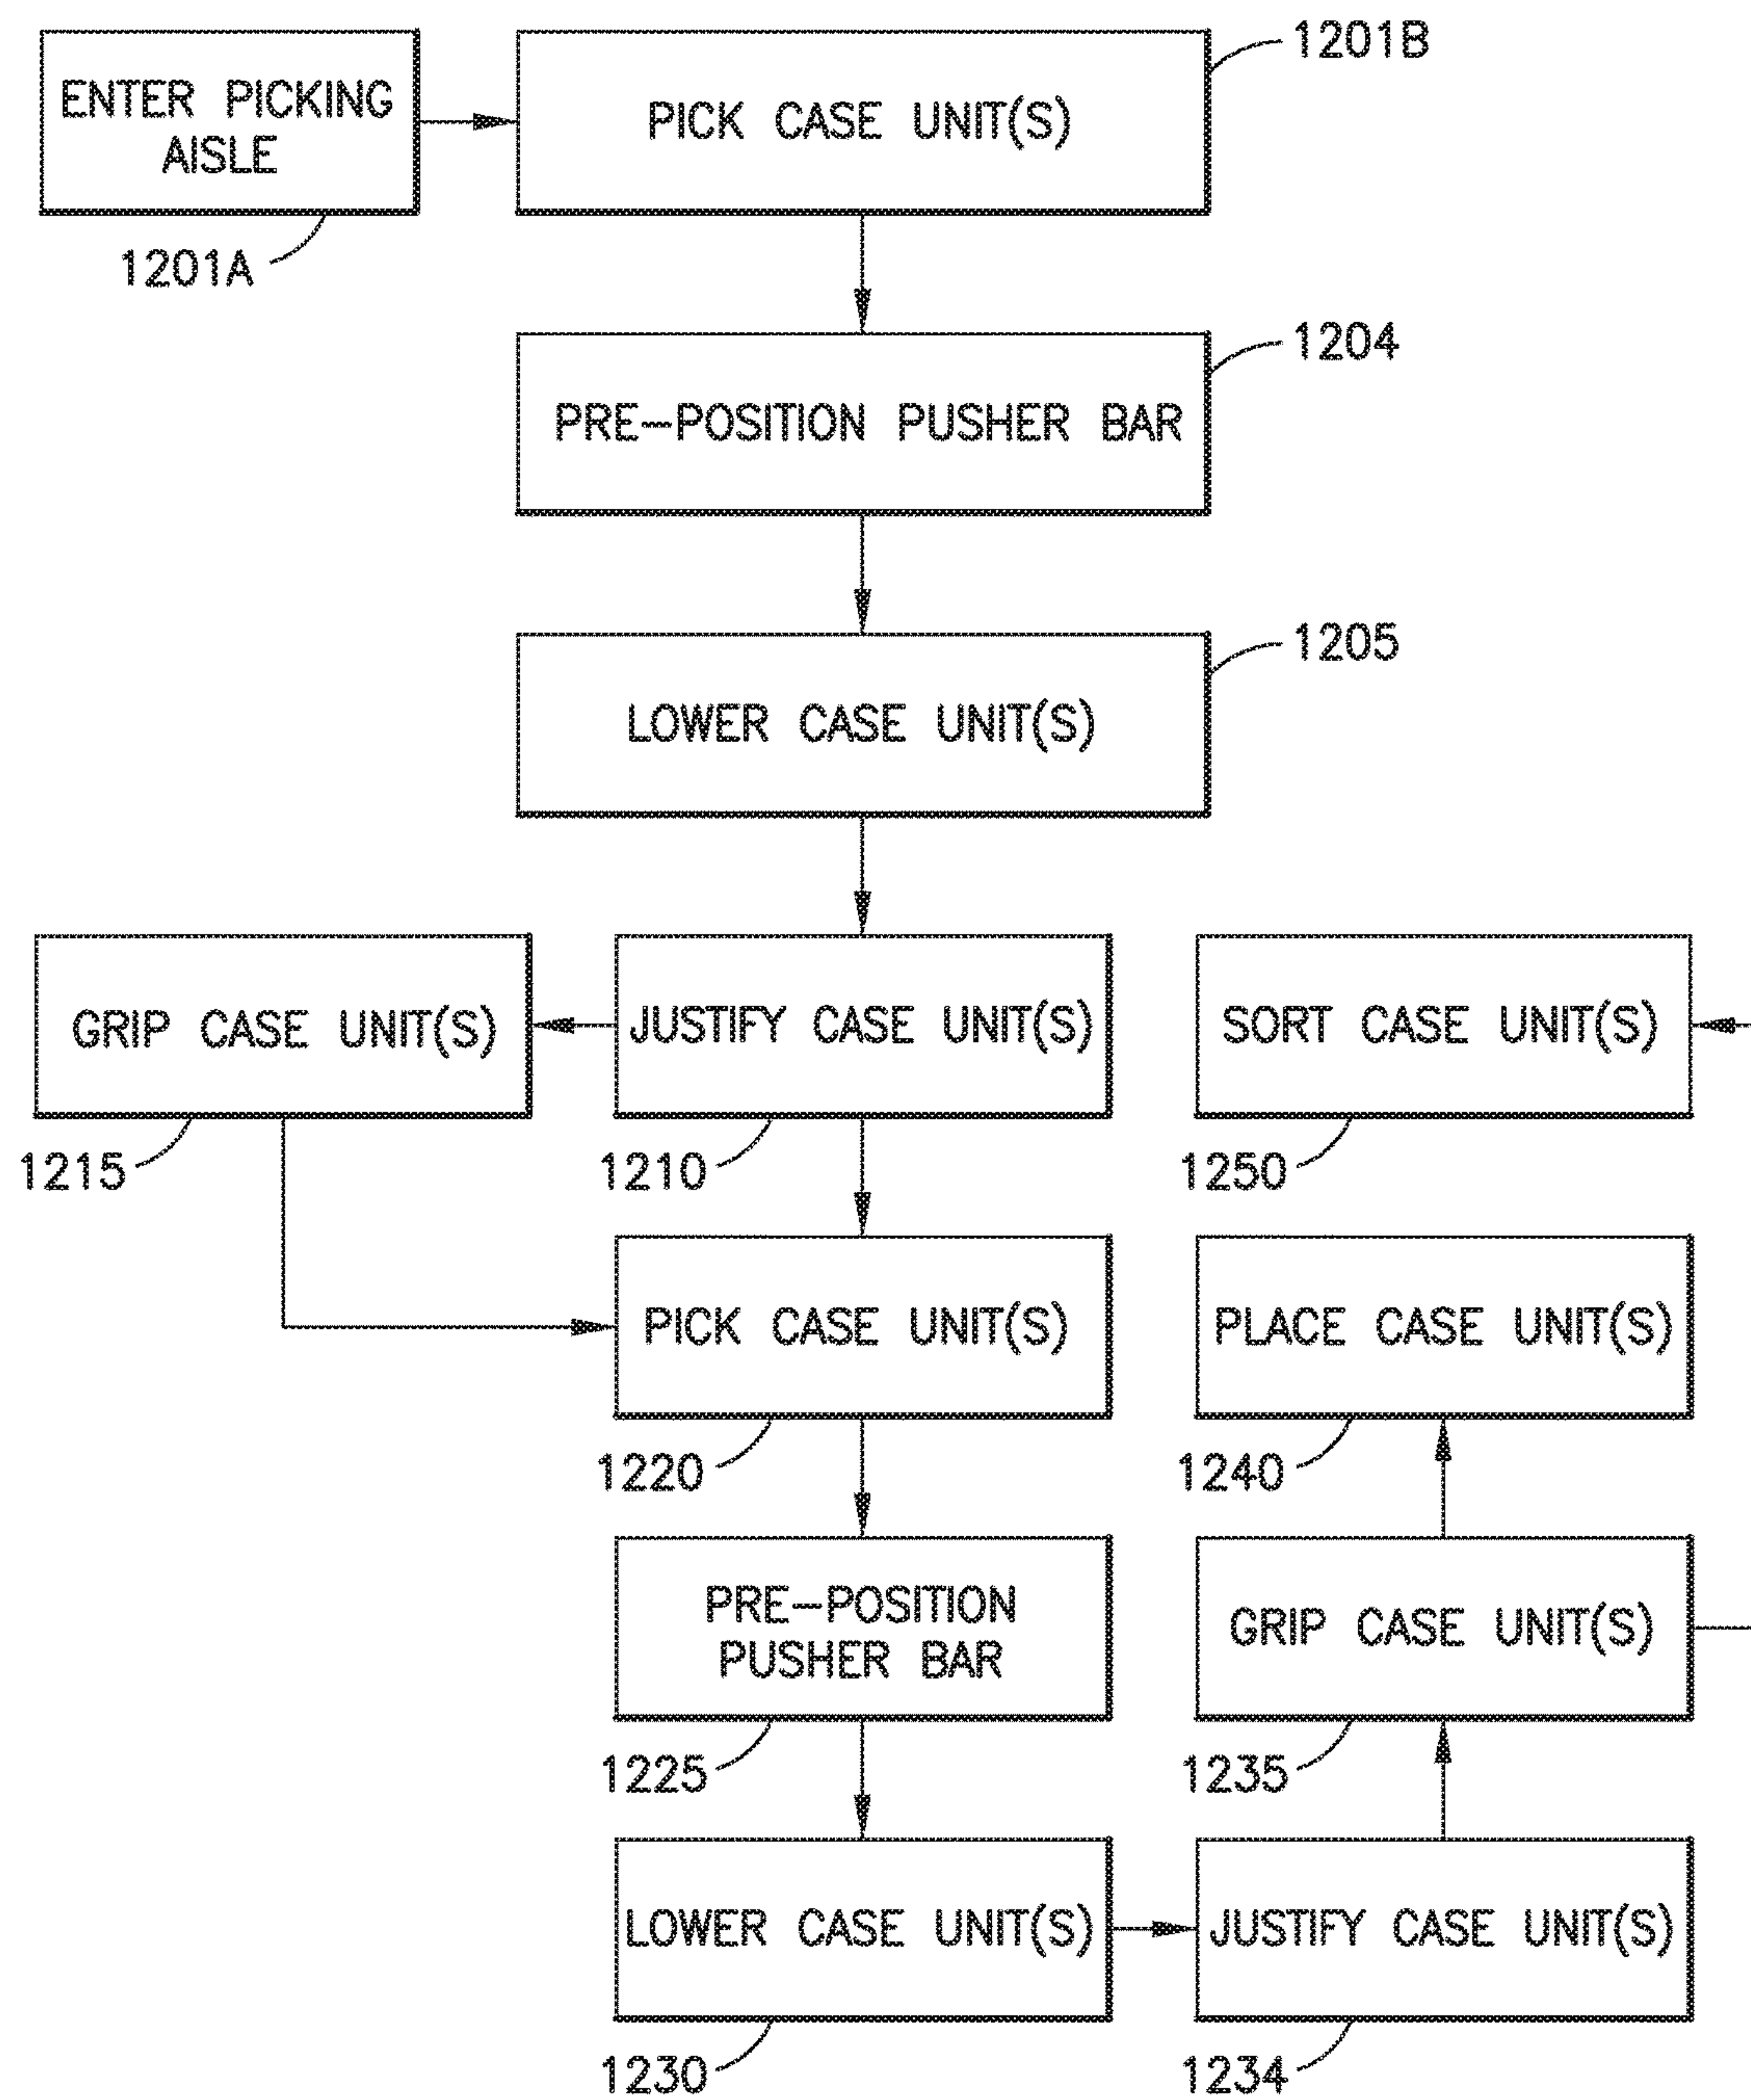 ENTER PICKING
AISLE
1201A
PICK CASE UNIT(S)
1201B
PRE-POSITION PUSHER BAR
1204
LOWER CASE UNIT(S)
1205
GRIP CASE UNIT(S)
1215
JUSTIFY CASE UNIT(S)
1210
SORT CASE UNIT(S)
1250
PICK CASE UNIT(S)
1220
PLACE CASE UNIT(S)
1240
PRE-POSITION
PUSHER BAR
1225
GRIP CASE UNIT(S)
1235
LOWER CASE UNIT(S)
1230
JUSTIFY CASE UNIT(S)
1234